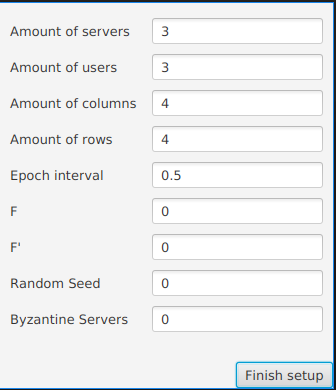 Amount of servers 3
Amount of users 3
Amount of columns 4
Amount of rows 4
Epoch interval 0.5
F 0
F' 0
Random Seed 0
Byzantine Servers 0
Finish setup